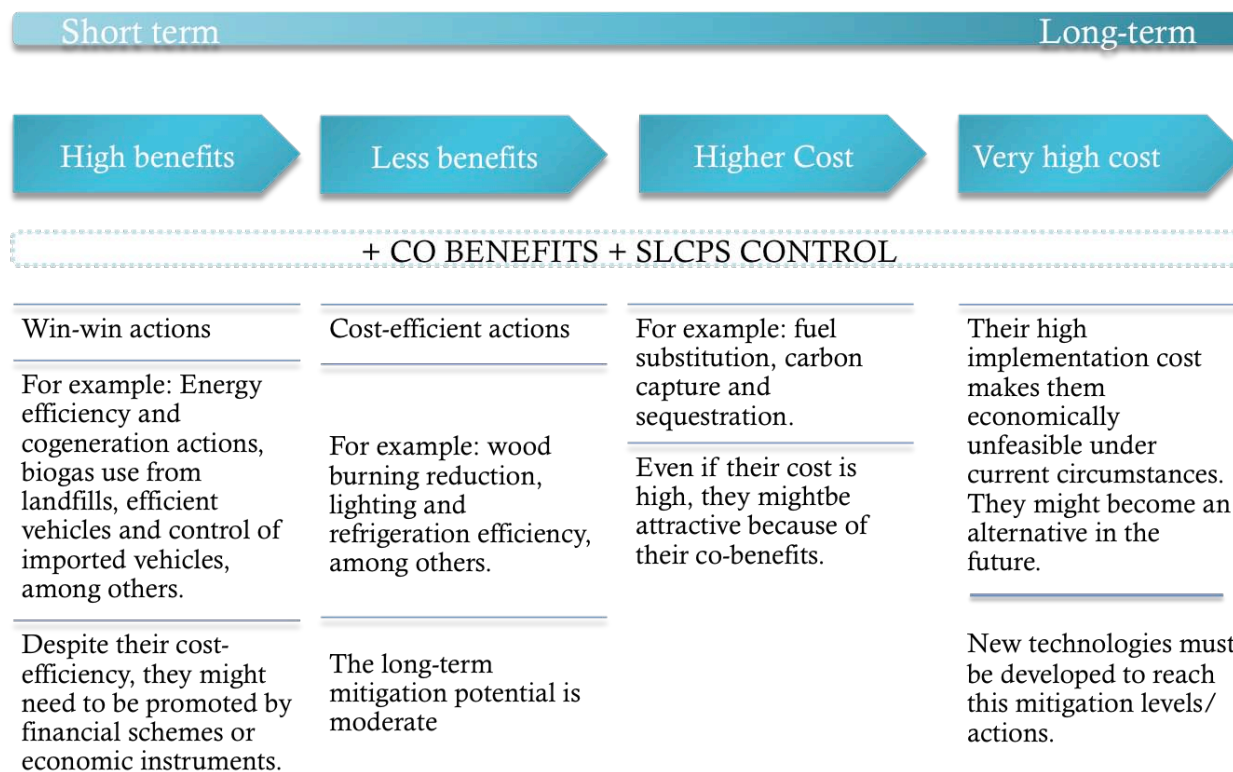 Short term
Long-term
High benefits
Less benefits
Higher Cost
Very high cost
+ CO BENEFITS + SLCPS CONTROL
Win-win actions
For example: Energy
efficiency and
cogeneration actions,
biogas use from
landfills, efficient
vehicles and control of
imported vehicles,
among others.
Despite their cost-
efficiency, they might
need to be promoted by
financial schemes or
economic instruments.
Cost-efficient actions
For example: wood
burning reduction,
lighting and
refrigeration efficiency,
among others.
The long-term
mitigation potential is
moderate
For example: fuel
substitution, carbon
capture and
sequestration.
Even if their cost is
high, they mightbe
attractive because of
their co-benefits.
Their high
implementation cost
makes them
economically
unfeasible under
current circumstances.
They might become an
alternative in the
future.
New technologies must
be developed to reach
this mitigation levels/
actions.